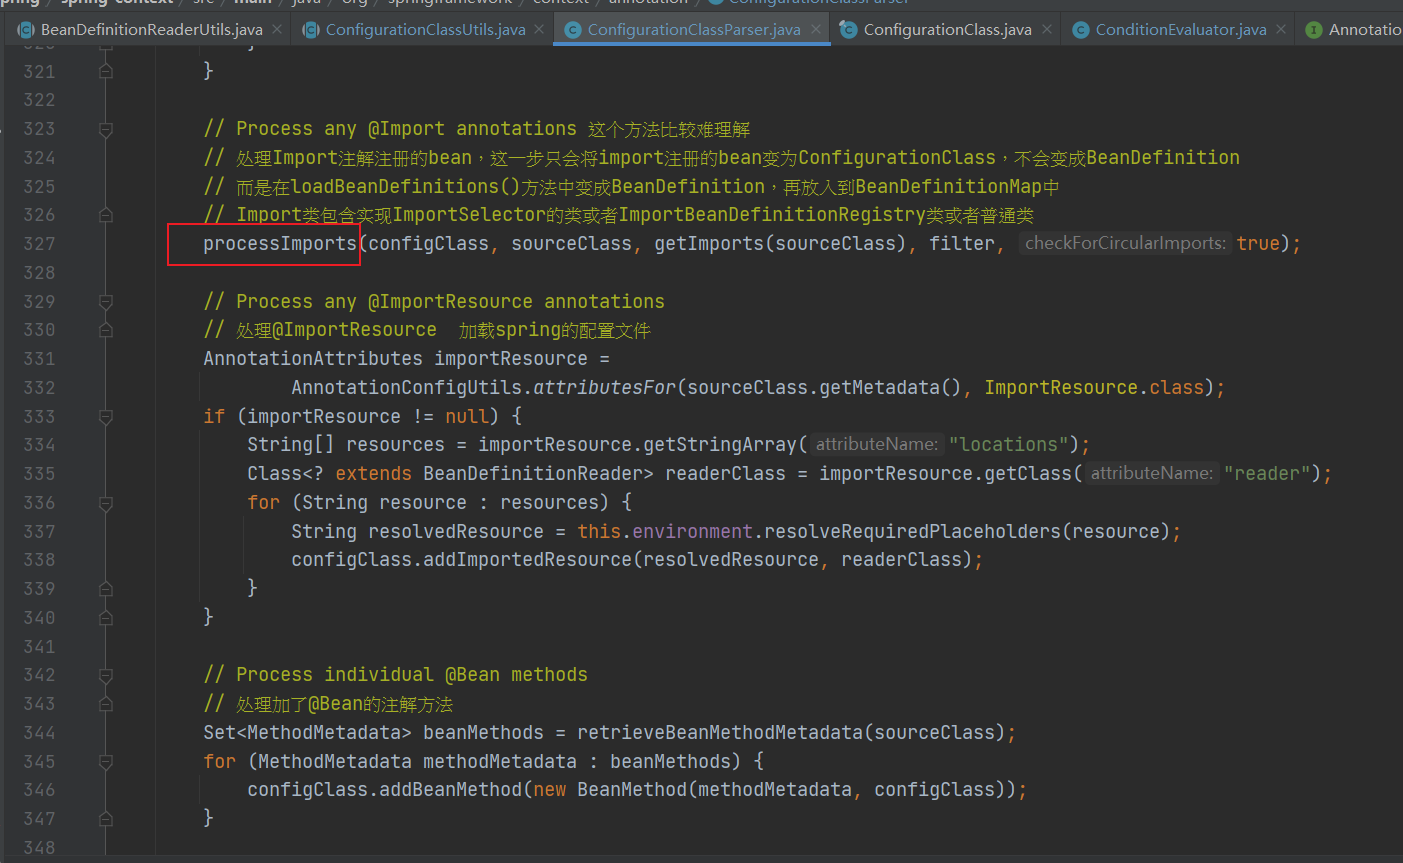 spring-context src main java org springframework context annotation ConfigurationClassParser
BeanDefinitionReaderUtils.java ConfigurationClassUtils.java ConfigurationClassParser.java ConfigurationClass.java ConditionEvaluator.java Annotatio
321 }
322
323 // Process any @Import annotations 这个方法比较难理解
324 // 处理Import注解注册的bean，这一步只会将import注册的bean变为ConfigurationClass，不会变成BeanDefinition
325 // 而是在loadBeanDefinitions()方法中变成BeanDefinition，再放入到BeanDefinitionMap中
326 // Import类包含实现ImportSelector的类或者ImportBeanDefinitionRegistry类或者普通类
327 processImports(configClass, sourceClass, getImports(sourceClass), filter, checkForCircularImports: true);
328
329 // Process any @ImportResource annotations
330 // 处理@ImportResource  加载spring的配置文件
331 AnnotationAttributes importResource =
332 AnnotationConfigUtils.attributesFor(sourceClass.getMetadata(), ImportResource.class);
333 if (importResource != null) {
334 String[] resources = importResource.getStringArray( attributeName: "locations");
335 Class<? extends BeanDefinitionReader> readerClass = importResource.getClass( attributeName: "reader");
336 for (String resource : resources) {
337 String resolvedResource = this.environment.resolveRequiredPlaceholders(resource);
338 configClass.addImportedResource(resolvedResource, readerClass);
339 }
340 }
341
342 // Process individual @Bean methods
343 // 处理加了@Bean的注解方法
344 Set<MethodMetadata> beanMethods = retrieveBeanMethodMetadata(sourceClass);
345 for (MethodMetadata methodMetadata : beanMethods) {
346 configClass.addBeanMethod(new BeanMethod(methodMetadata, configClass));
347 }
348